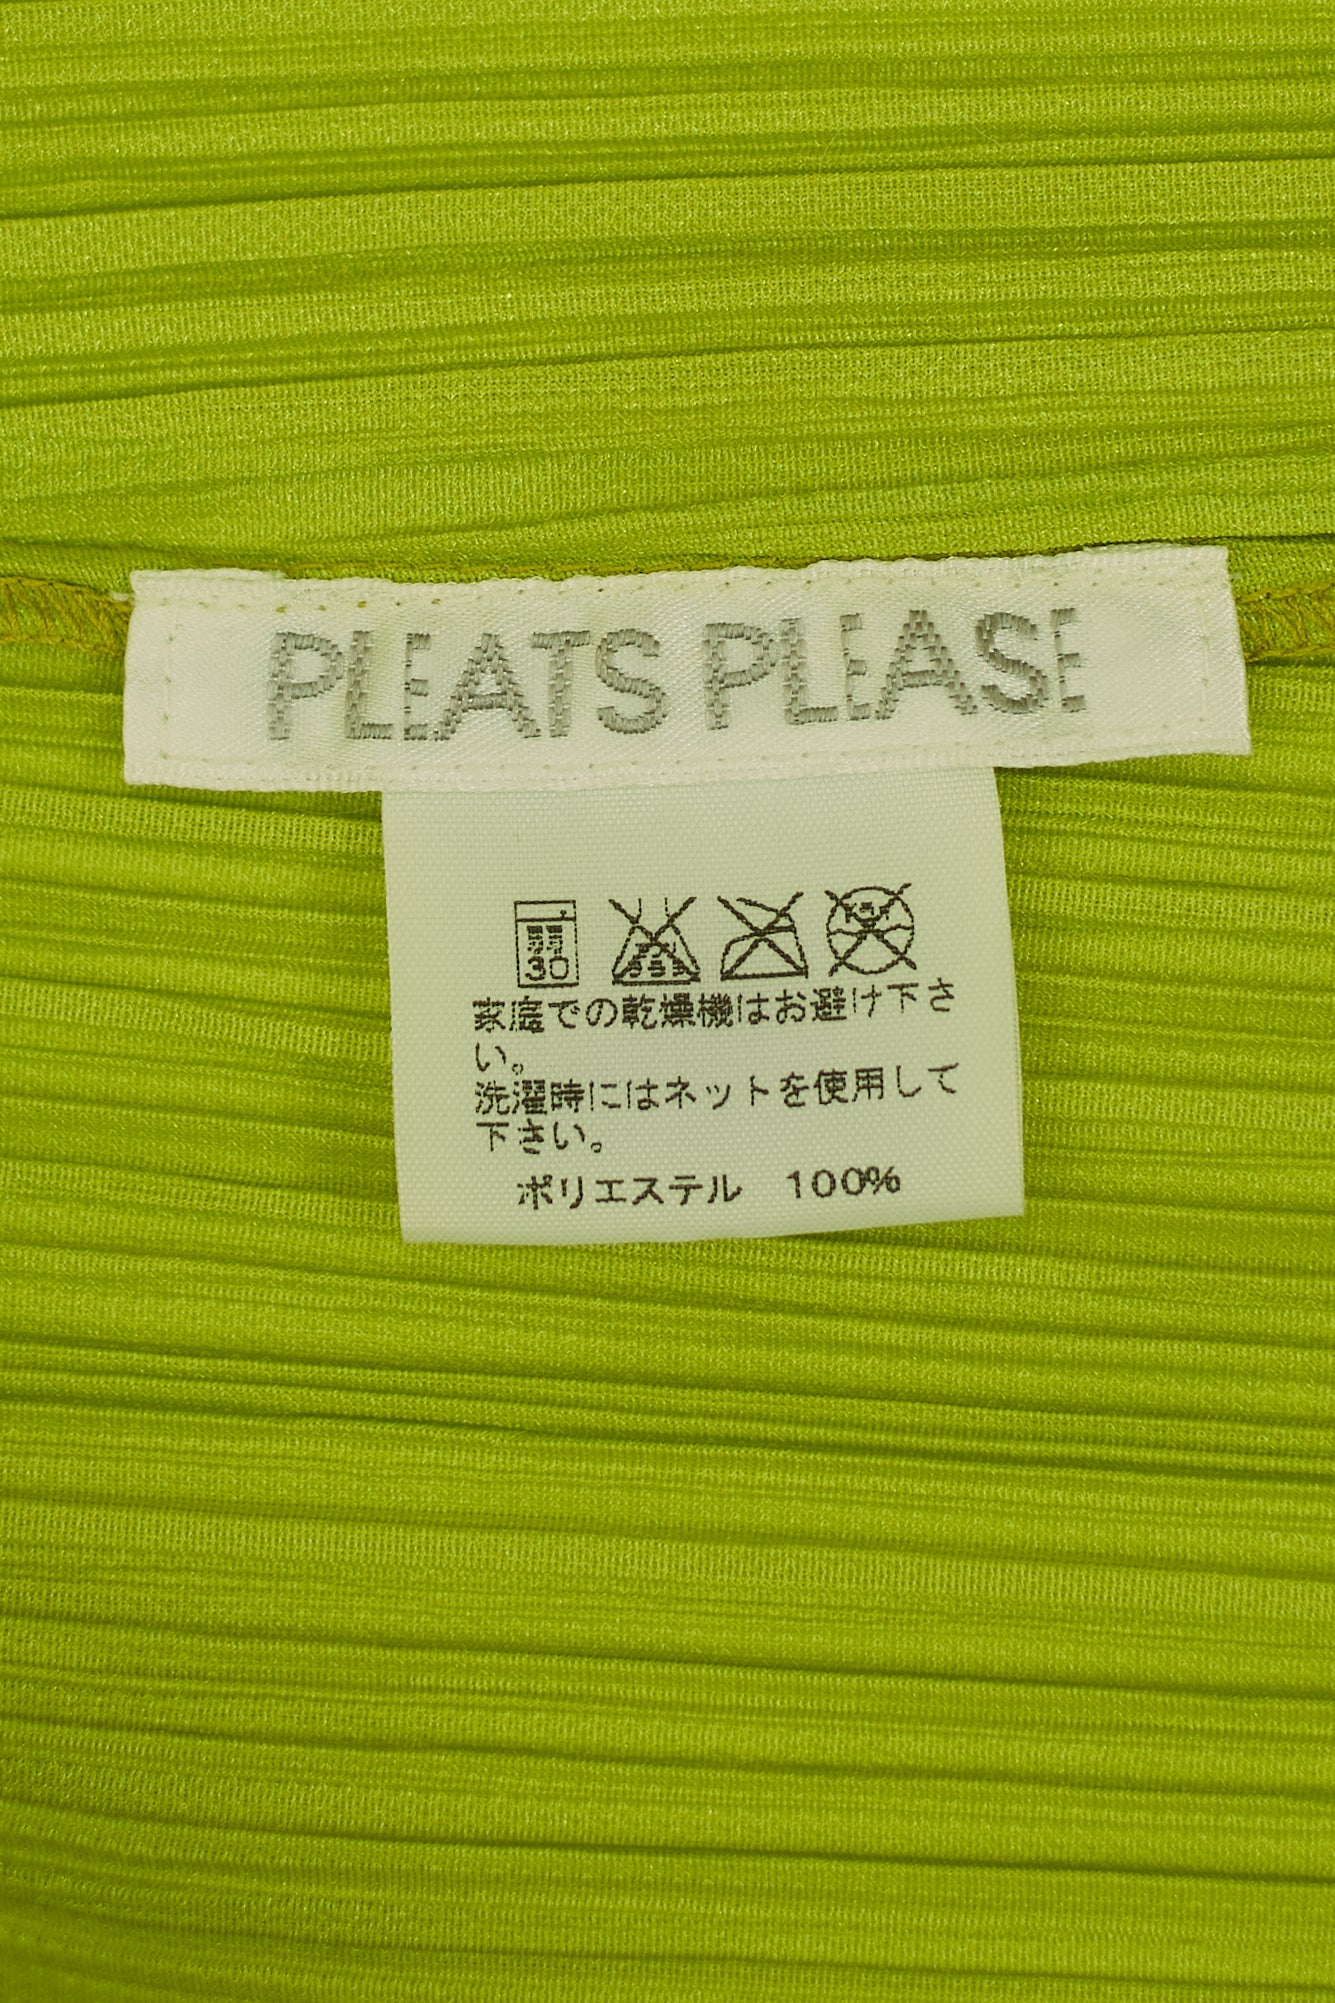 PLEATS PLEASE
30
家庭での乾燥機はお避け下さ
い。
洗濯時にはネットを使用して
下さい。
ポリエステル 100%